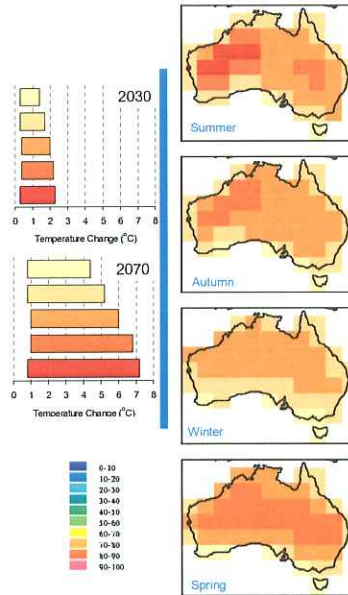 2030
0 1 2 3 4 5 6 7 8
Temperature Change (°C)
2070
0 1 2 3 4 5 6 7 8
Temperature Change (°C)
0-10
10-20
20-30
30-40
40-50
50-60
60-70
70-80
80-90
90-100
Summer
Autumn
Winter
Spring